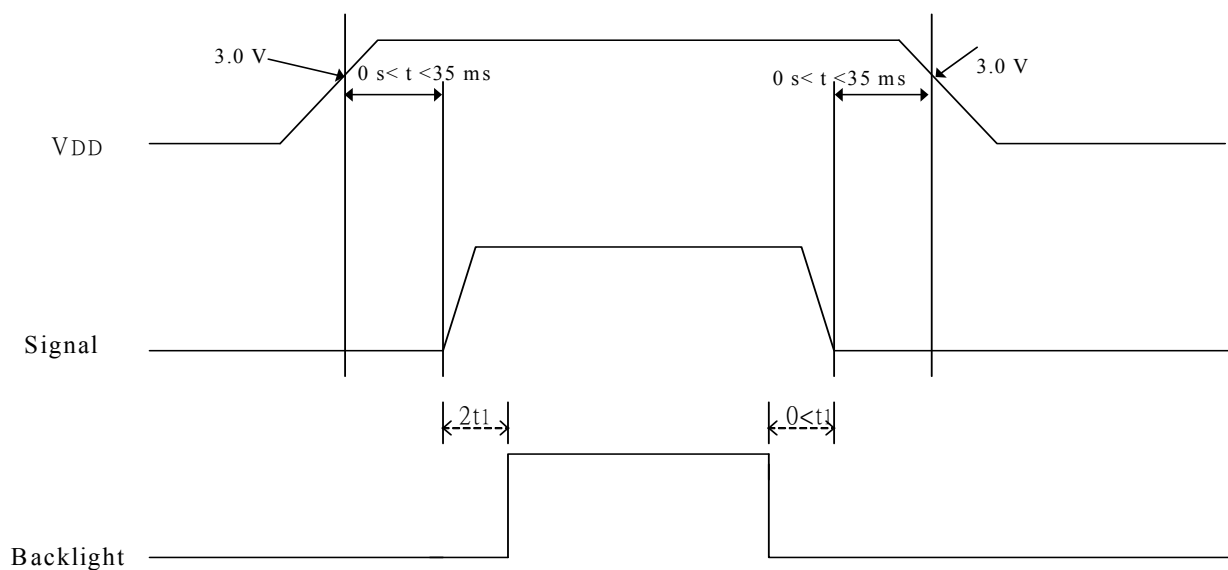 3.0 V
0 s< t <35 ms
0 s< t <35 ms
3.0 V
VDD
Signal
2t1
0<t1
Backlight